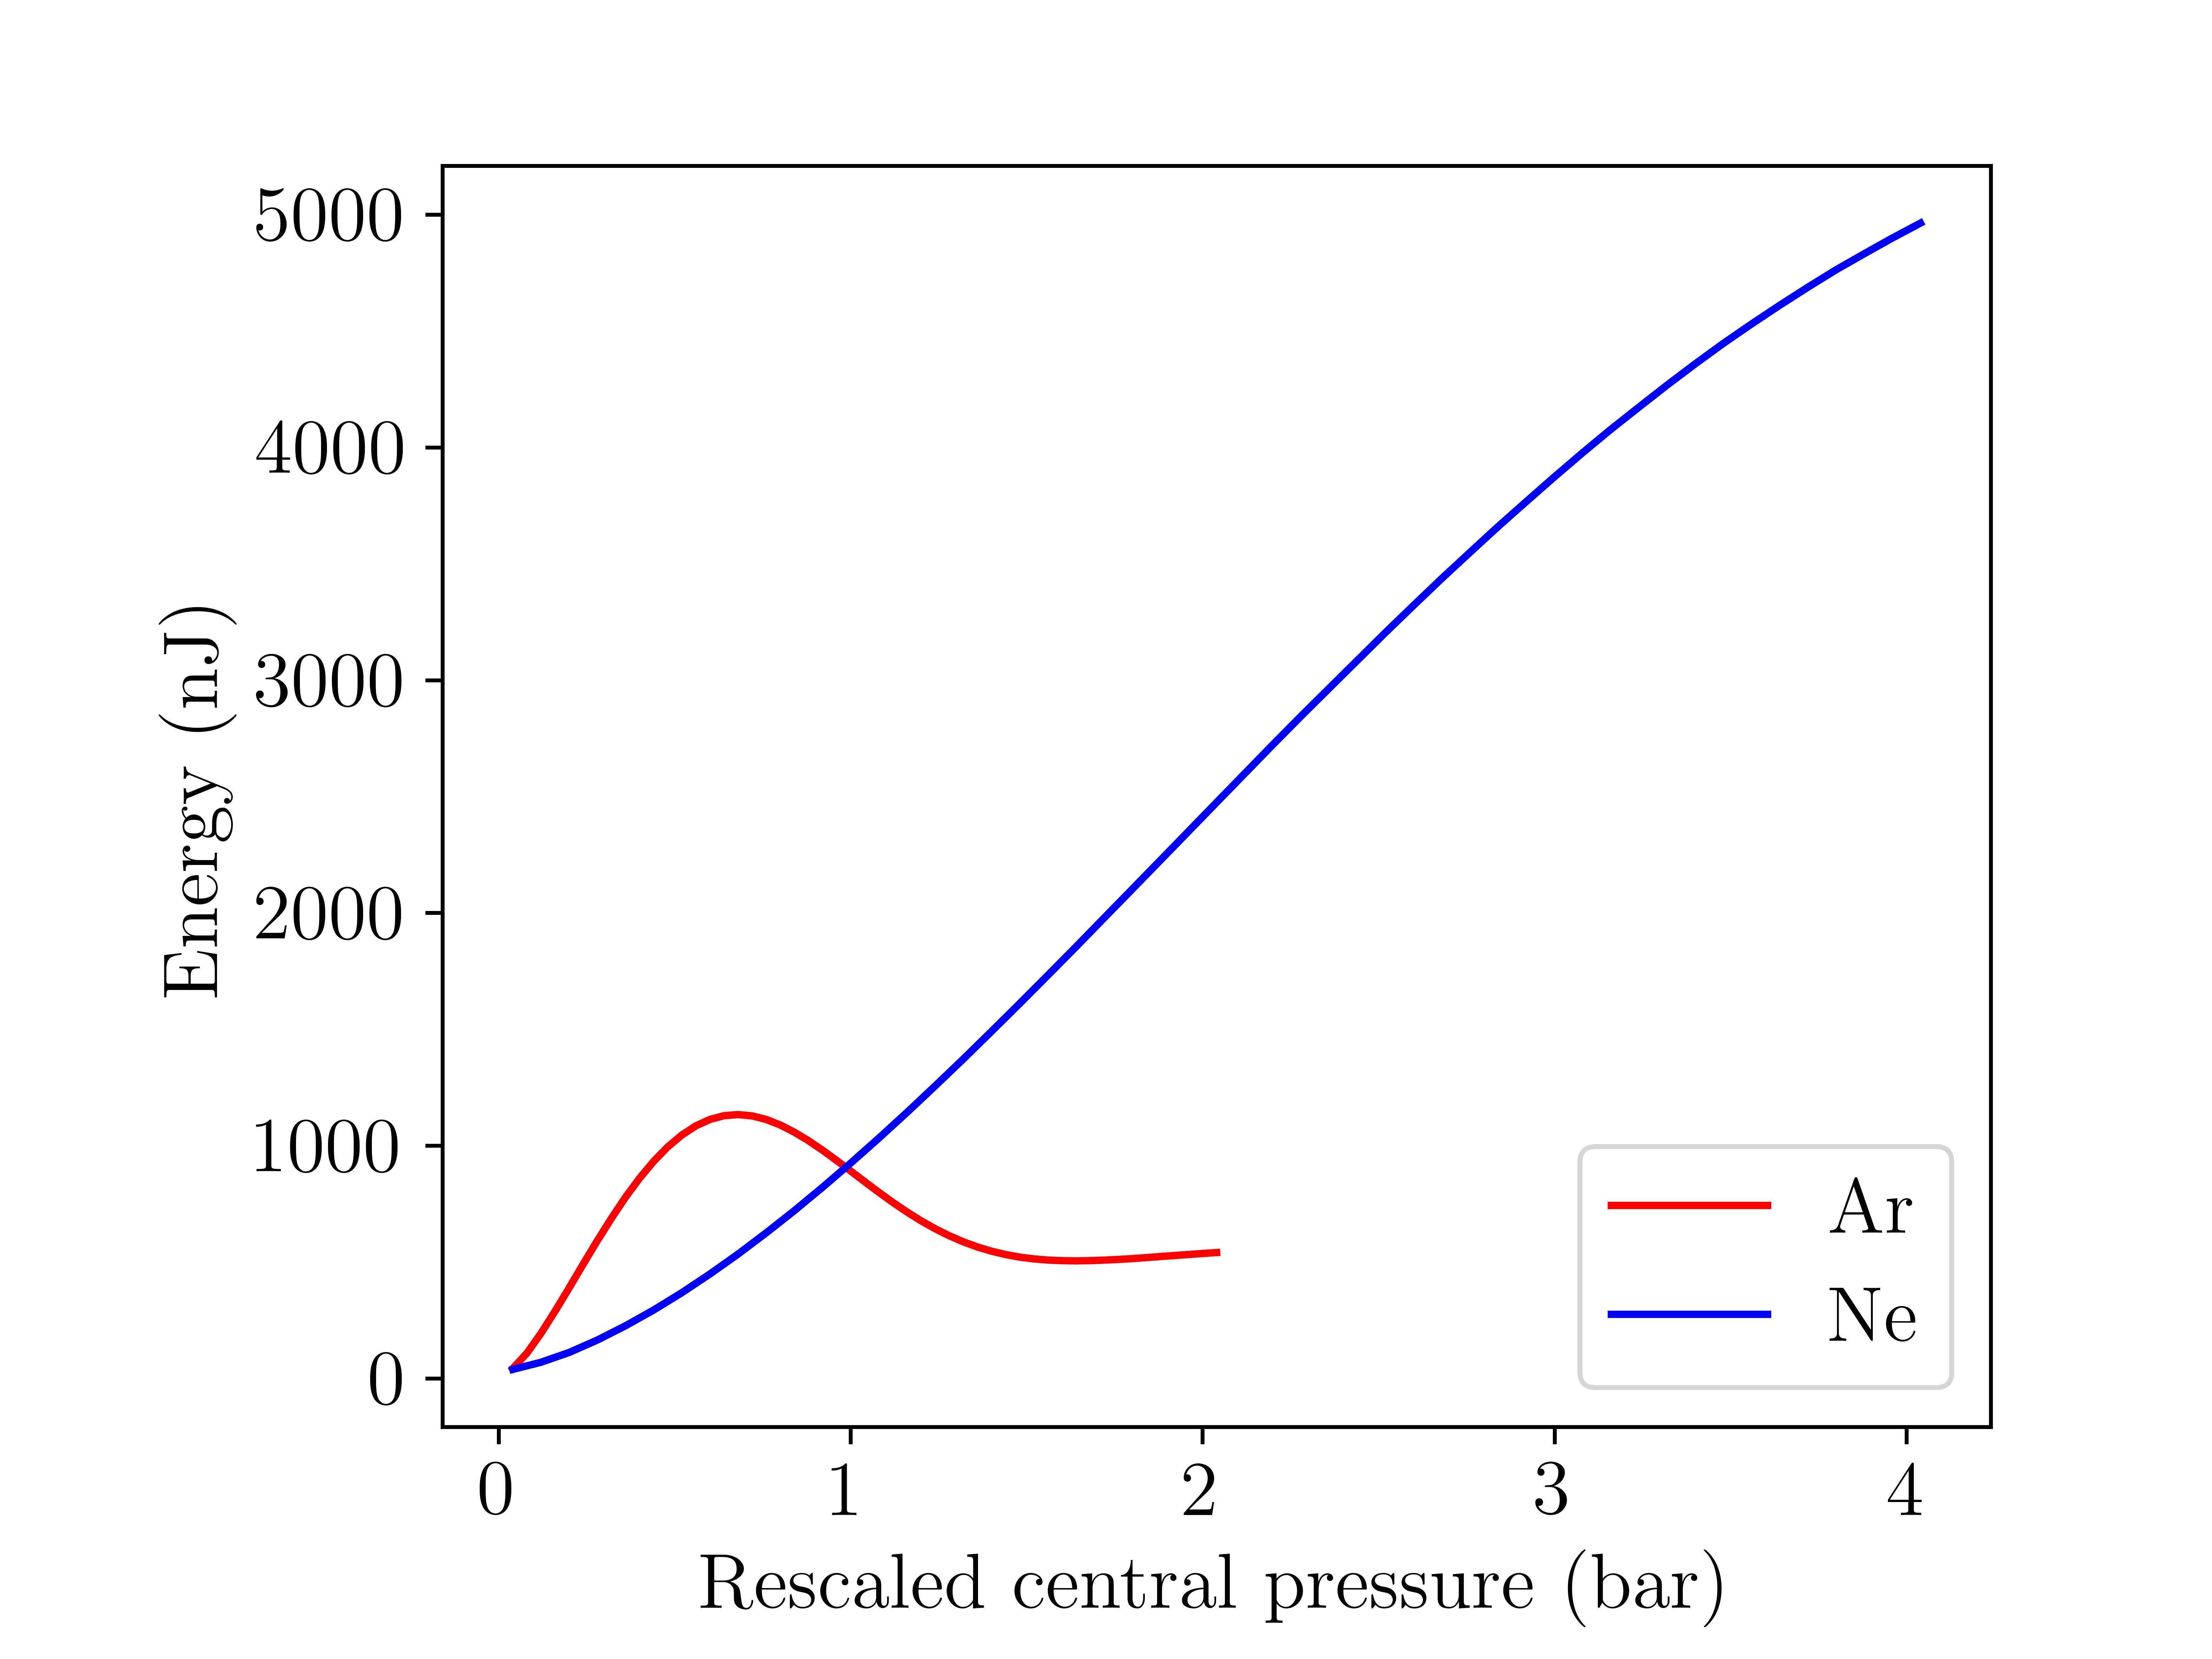 5000
4000
3000
2000
1000
0
Energy (nJ)
0 1 2 3 4
Rescaled central pressure (bar)
Ar
Ne